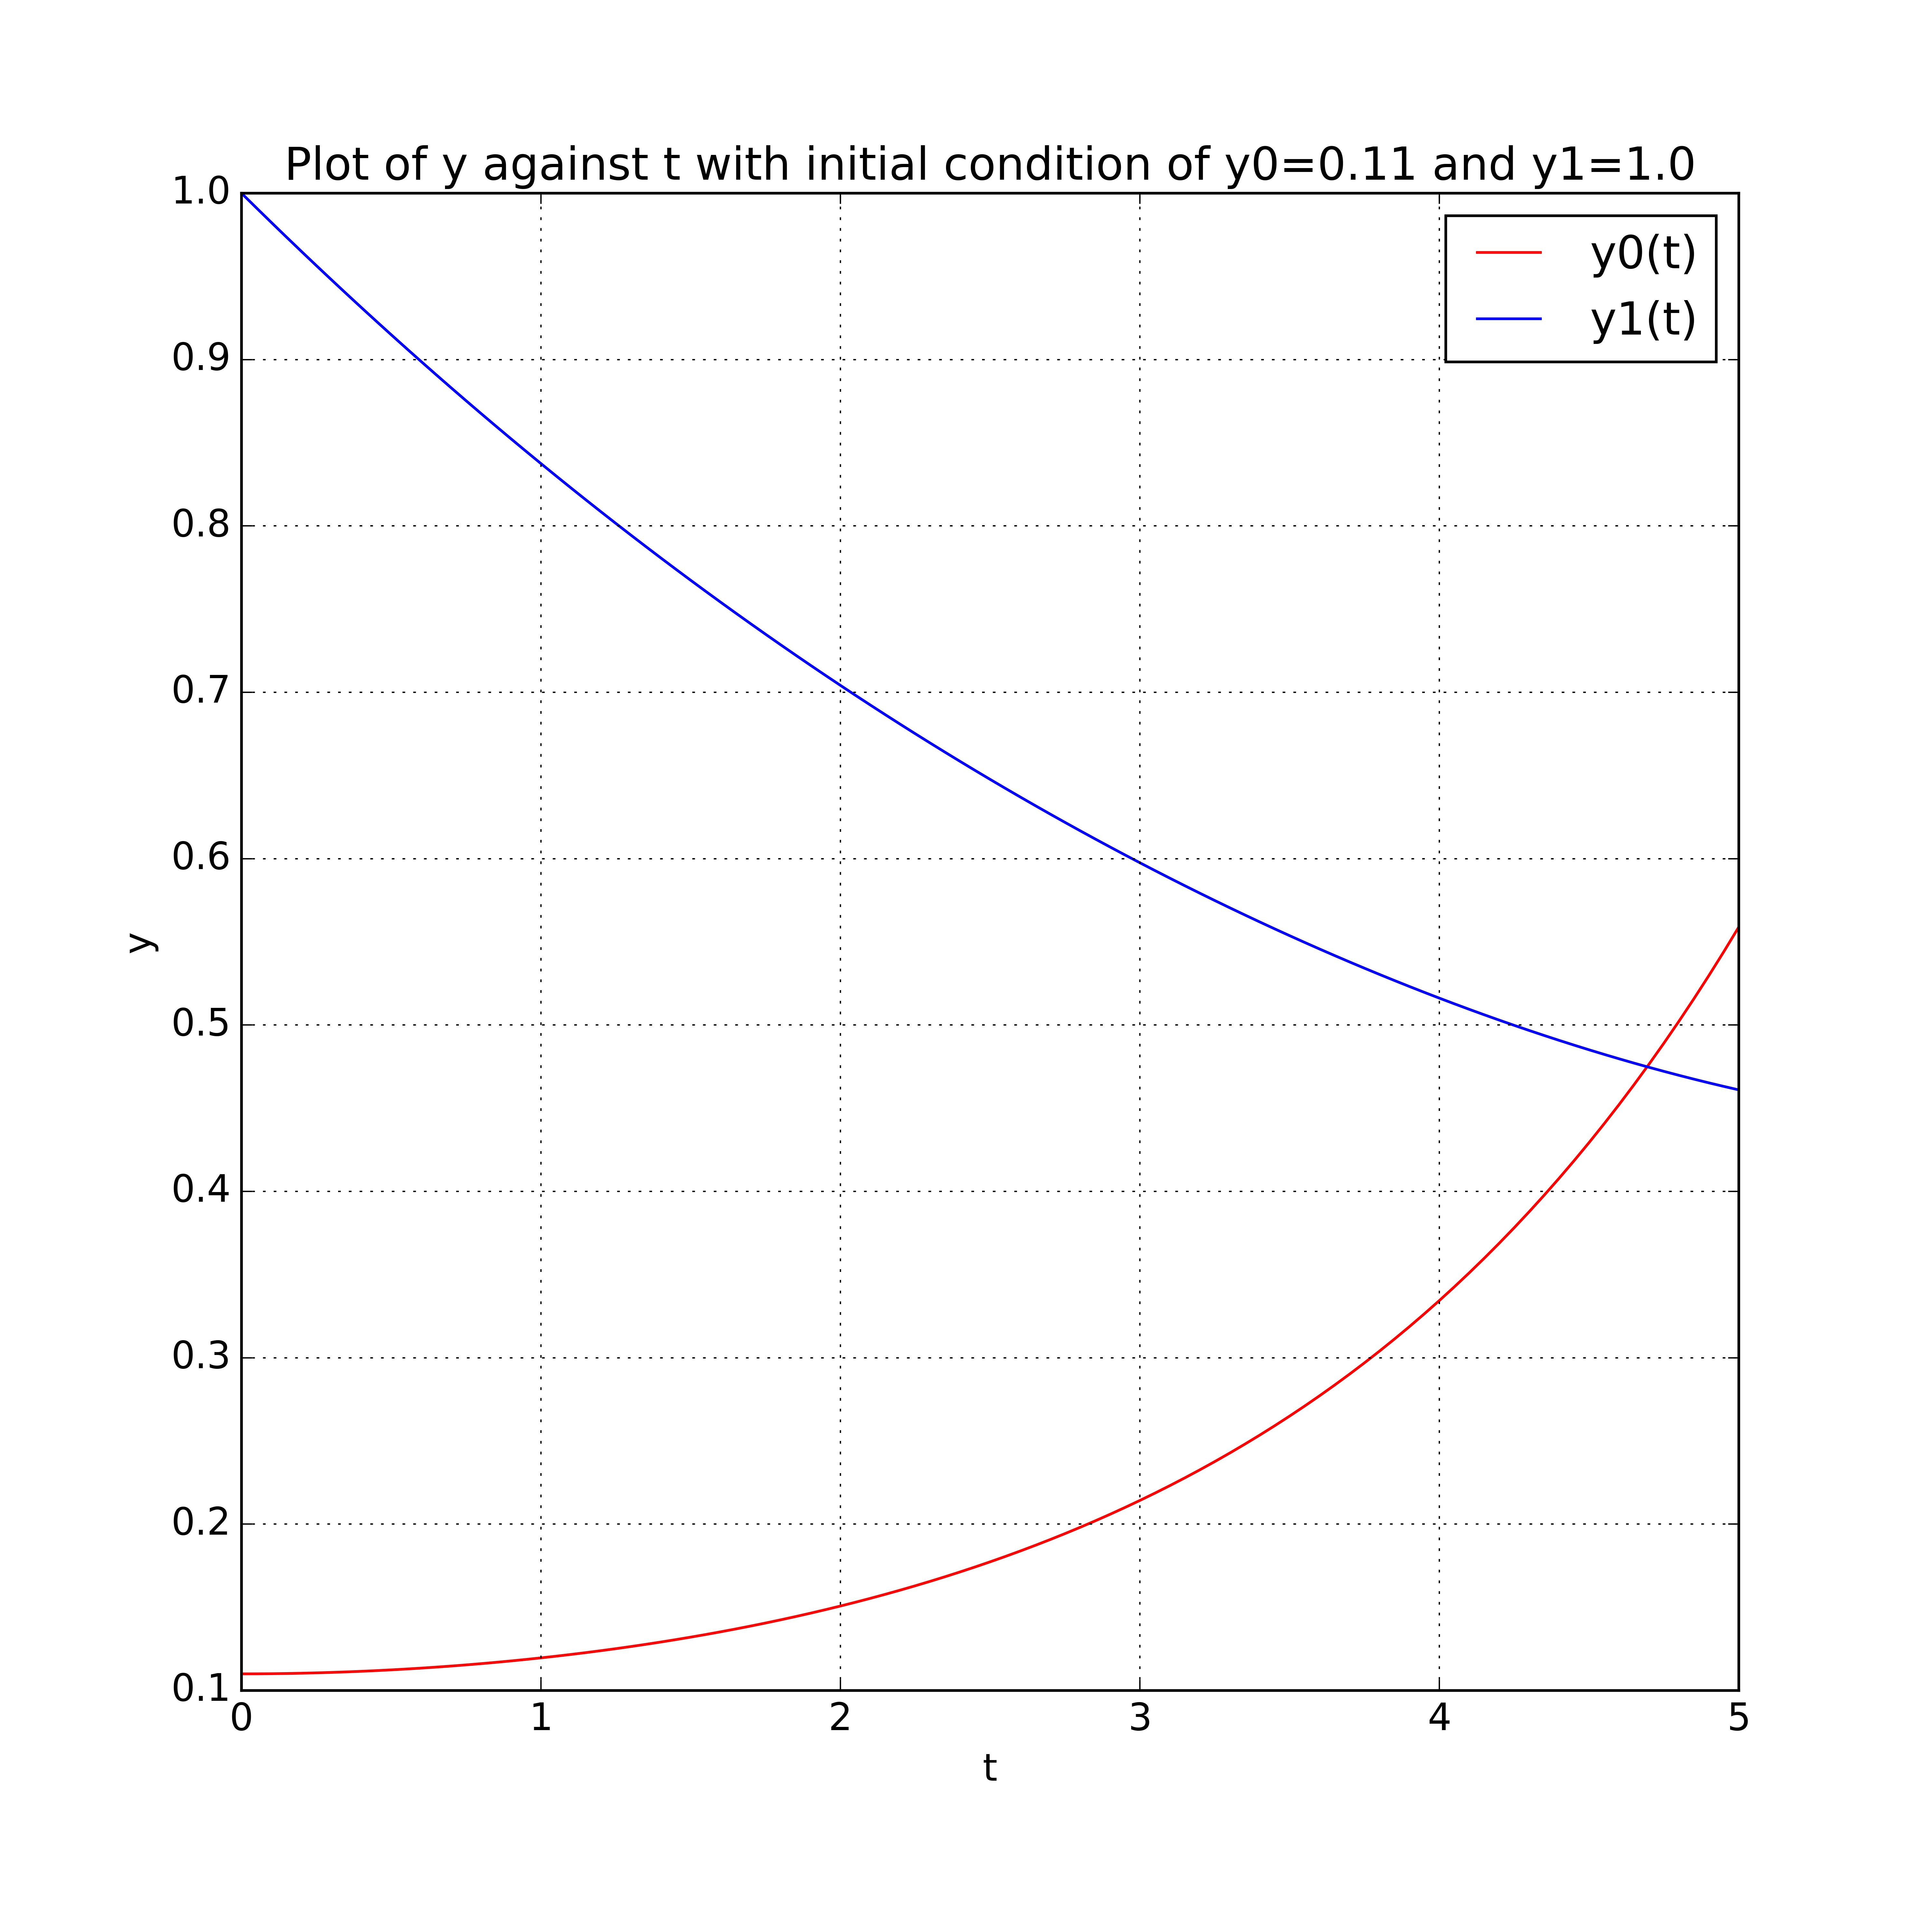 Plot of y against t with initial condition of y0=0.11 and y1=1.0
1.0
y0(t)
y1(t)
0.9
0.8
0.7
0.6
y
0.5
0.4
0.3
0.2
0.1
0 1 2 3 4 5
t